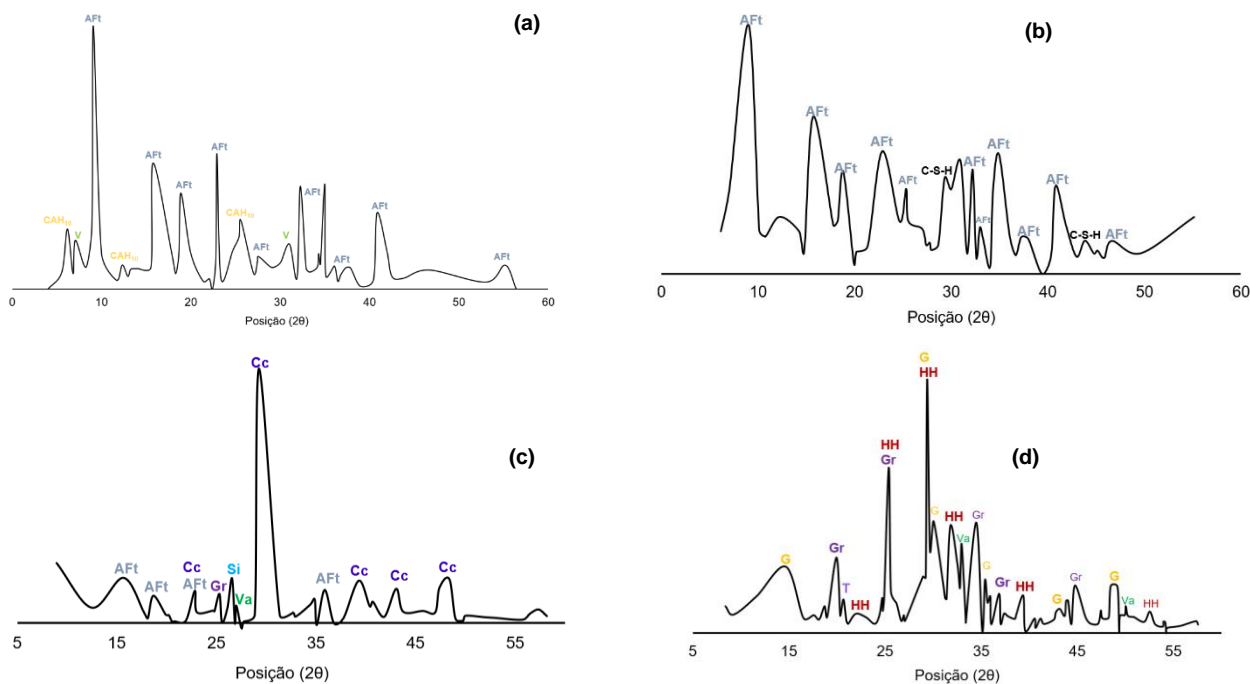 (a)
AFt
AFt
AFt
AFt
CAH₁₀
V
CAH₁₀
CAH₁₀
AFt
V
AFt
AFt
AFt
AFt
0 10 20 30 40 50 60
Posição (2θ)
(b)
AFt
AFt
AFt
AFt
AFt
C-S-H
AFt
AFt
AFt
AFt
AFt
C-S-H
AFt
0 10 20 30 40 50 60
Posição (2θ)
(c)
Cc
AFt
AFt
Cc
AFt
Gr
Si
Va
AFt
Cc
Cc
Cc
5 15 25 35 45 55
Posição (2θ)
(d)
G
HH
HH
Gr
G
Gr
T
HH
G
HH
Va
Gr
G
Gr
HH
G
Gr
G
Va
HH
5 15 25 35 45 55
Posição (2θ)